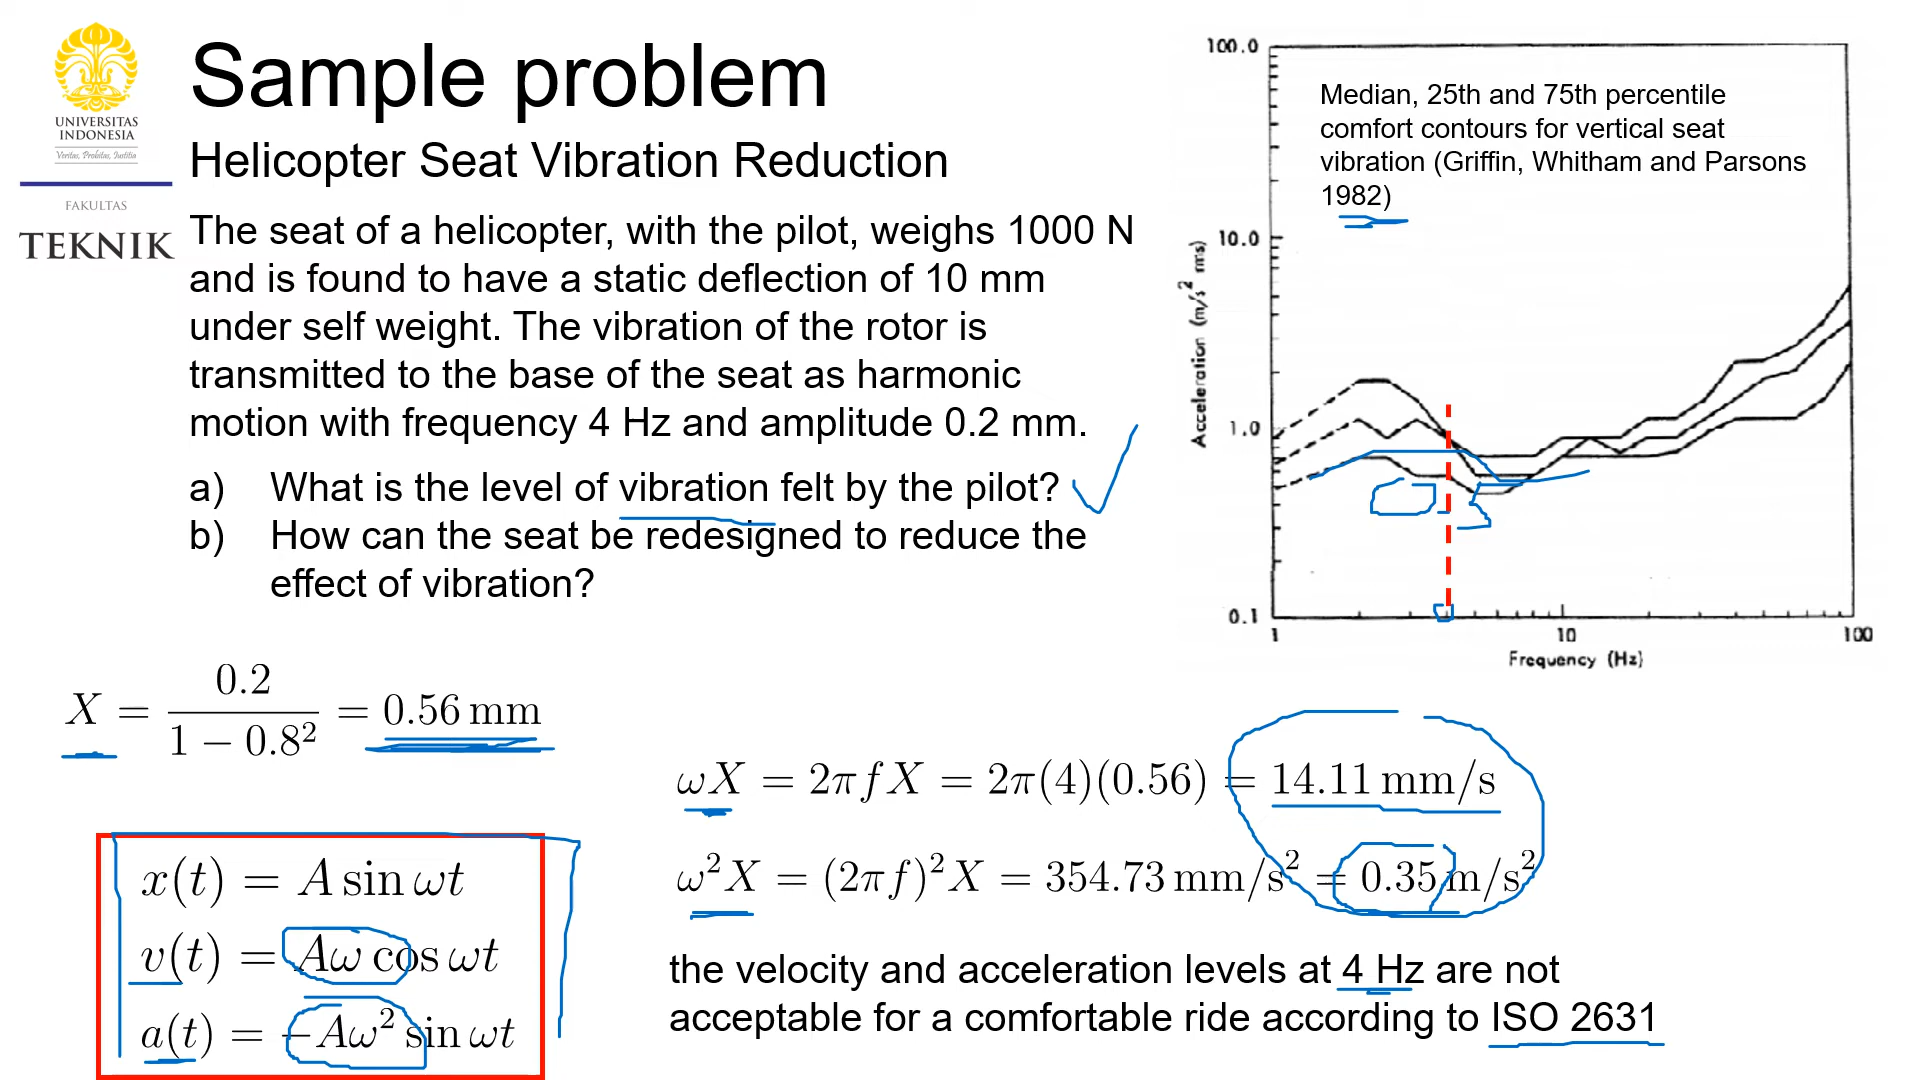 UNIVERSITAS
INDONESIA
Veritas, Probitas, Iustitia
FAKULTAS
TEKNIK
Sample problem
Helicopter Seat Vibration Reduction
The seat of a helicopter, with the pilot, weighs 1000 N
and is found to have a static deflection of 10 mm
under self weight. The vibration of the rotor is
transmitted to the base of the seat as harmonic
motion with frequency 4 Hz and amplitude 0.2 mm.
a) What is the level of vibration felt by the pilot?
b) How can the seat be redesigned to reduce the
effect of vibration?
Median, 25th and 75th percentile
comfort contours for vertical seat
vibration (Griffin, Whitham and Parsons
1982)
100.0
10.0
1.0
0.1
Acceleration (m/s² rms)
1 10 100
Frequency (Hz)
X = 0.2 / (1 − 0.8²) = 0.56 mm
x(t) = A sin ωt
v(t) = Aω cos ωt
a(t) = −Aω² sin ωt
ωX = 2πfX = 2π(4)(0.56) = 14.11 mm/s
ω²X = (2πf)²X = 354.73 mm/s² = 0.35 m/s²
the velocity and acceleration levels at 4 Hz are not
acceptable for a comfortable ride according to ISO 2631